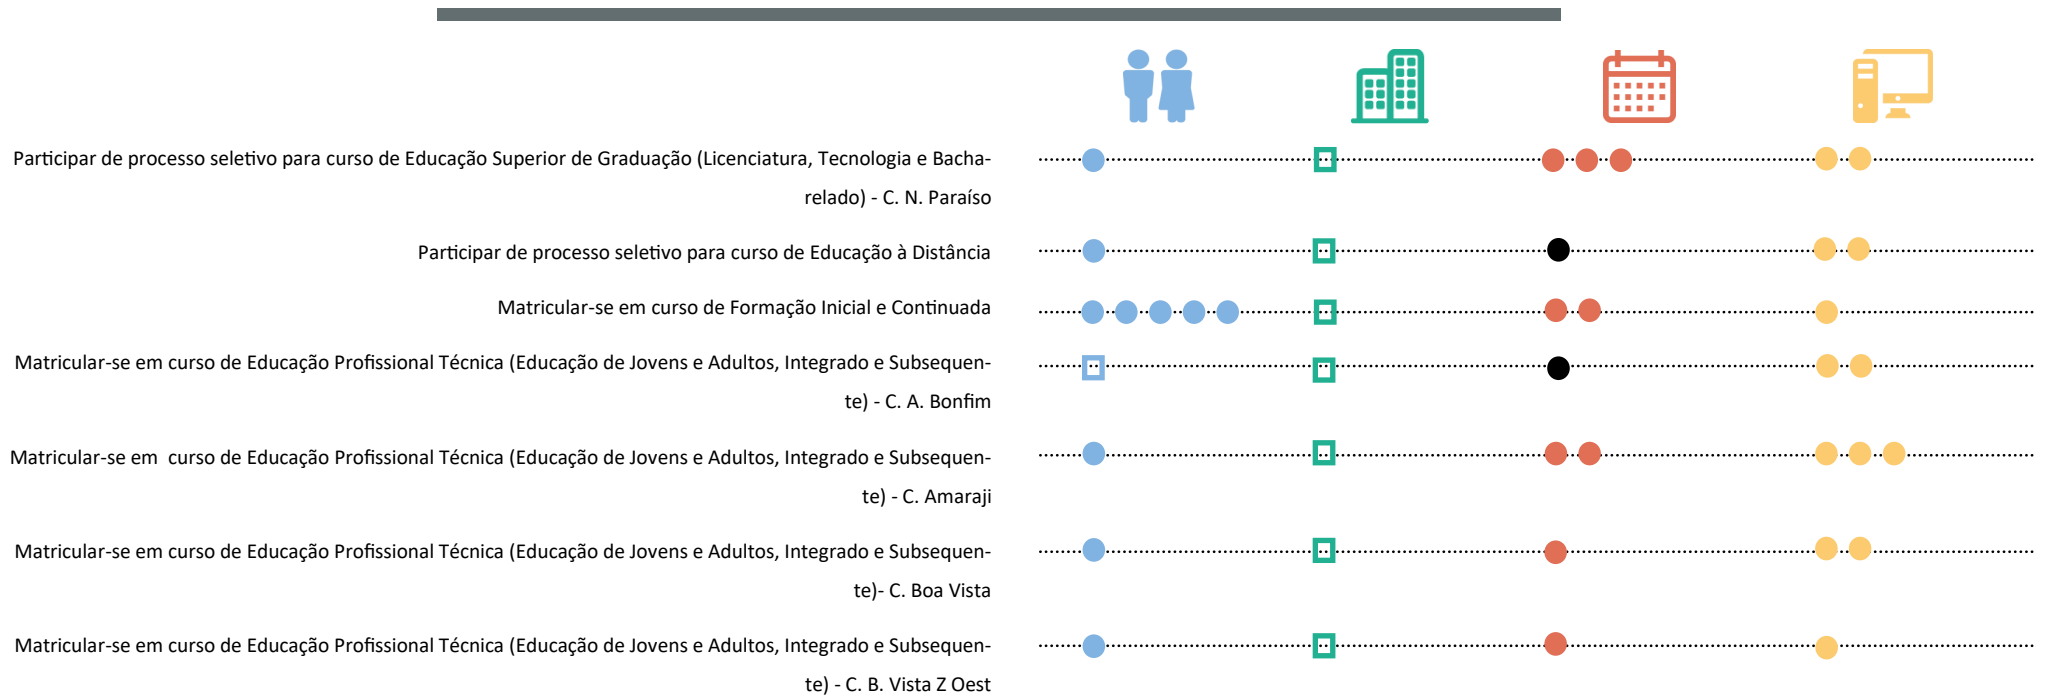 Participar de processo seletivo para curso de Educação Superior de Graduação (Licenciatura, Tecnologia e Bacha-
relado) - C. N. Paraíso
Participar de processo seletivo para curso de Educação à Distância
Matricular-se em curso de Formação Inicial e Continuada
Matricular-se em curso de Educação Profissional Técnica (Educação de Jovens e Adultos, Integrado e Subsequen-
te) - C. A. Bonfim
Matricular-se em  curso de Educação Profissional Técnica (Educação de Jovens e Adultos, Integrado e Subsequen-
te) - C. Amaraji
Matricular-se em curso de Educação Profissional Técnica (Educação de Jovens e Adultos, Integrado e Subsequen-
te)- C. Boa Vista
Matricular-se em curso de Educação Profissional Técnica (Educação de Jovens e Adultos, Integrado e Subsequen-
te) - C. B. Vista Z Oest